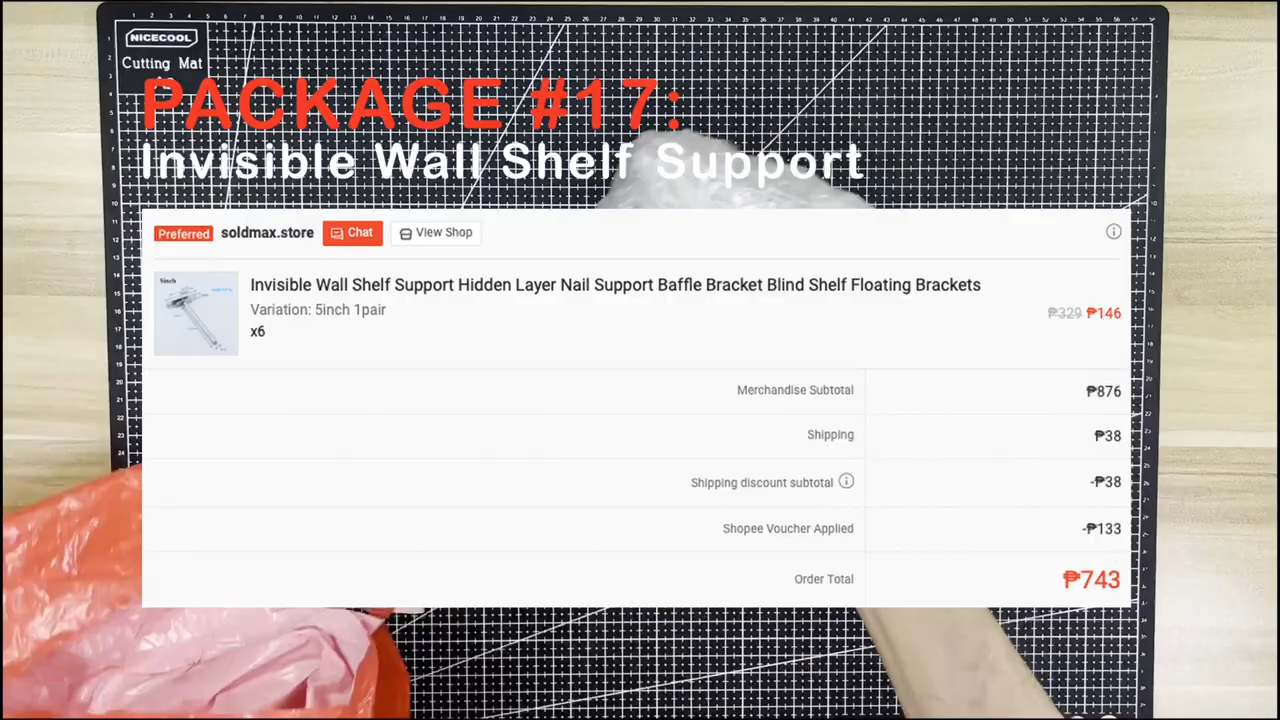 NICECOOL
Cutting Mat
PACKAGE #17:
Invisible Wall Shelf Support
Preferred soldmax.store Chat View Shop
5inch
Invisible Wall Shelf Support Hidden Layer Nail Support Baffle Bracket Blind Shelf Floating Brackets
Variation: 5inch 1pair
x6
₱329 ₱146
Merchandise Subtotal ₱876
Shipping ₱38
Shipping discount subtotal -₱38
Shopee Voucher Applied -₱133
Order Total ₱743